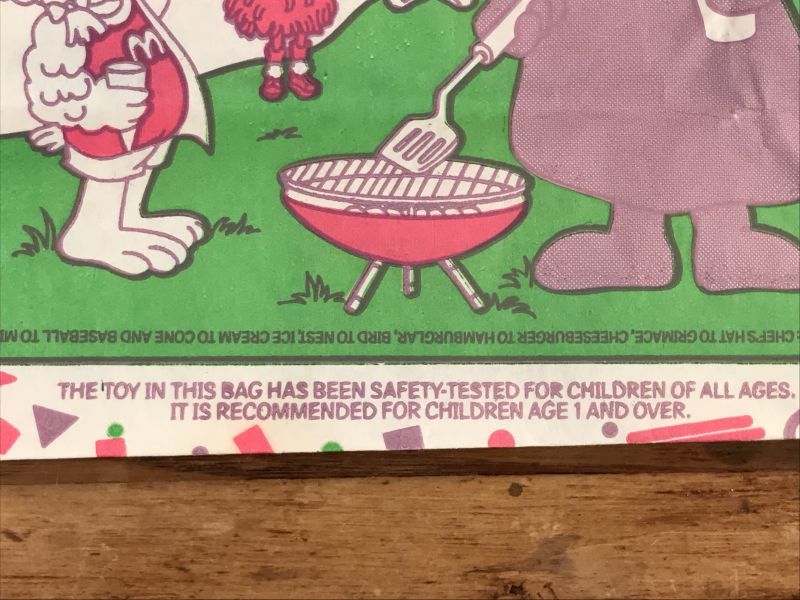 : CHEF'S HAT TO GRIMACE, CHEESEBURGER TO HAMBURGLAR, BIRD TO NEST, ICE CREAM TO CONE AND BASEBALL TO
THE TOY IN THIS BAG HAS BEEN SAFETY-TESTED FOR CHILDREN OF ALL AGES.
IT IS RECOMMENDED FOR CHILDREN AGE 1 AND OVER.